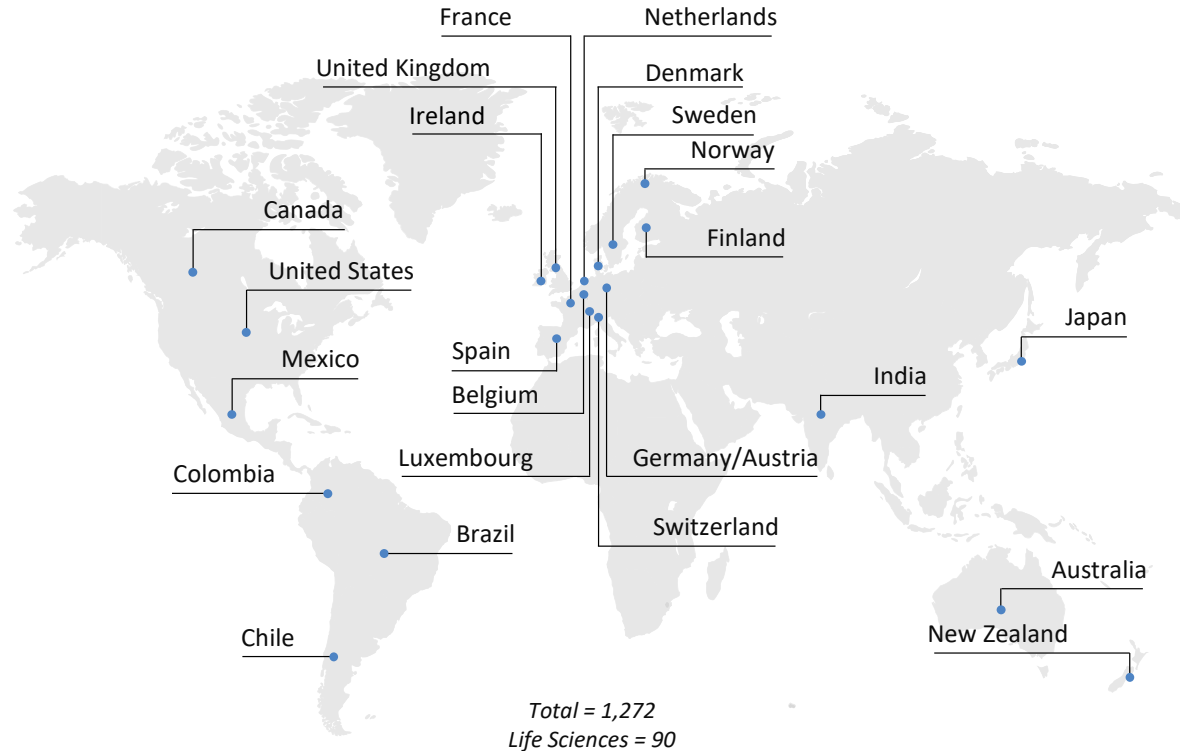 France
Netherlands
United Kingdom
Denmark
Ireland
Sweden
Norway
Canada
Finland
United States
Japan
Mexico
Spain
India
Belgium
Luxembourg
Germany/Austria
Colombia
Switzerland
Brazil
Australia
New Zealand
Chile
Total = 1,272
Life Sciences = 90